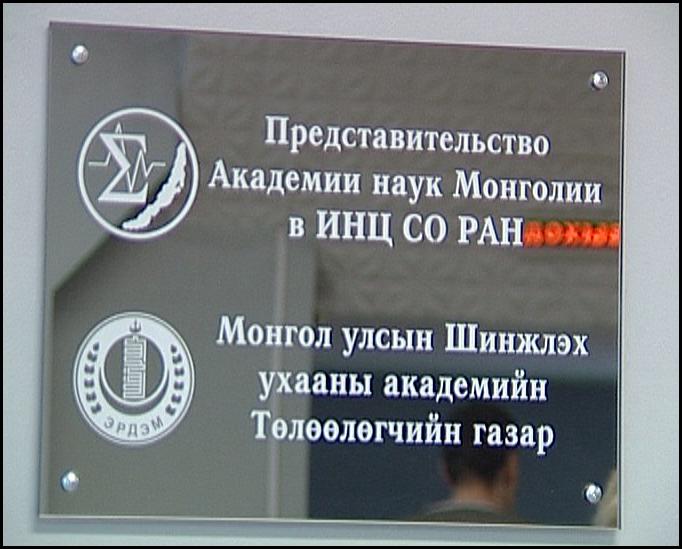 Представительство
Академии наук Монголии
в ИНЦ СО РАН
Монгол улсын Шинжлэх
ухааны академийн
Төлөөлөгчийн газар
ЭРДЭМ